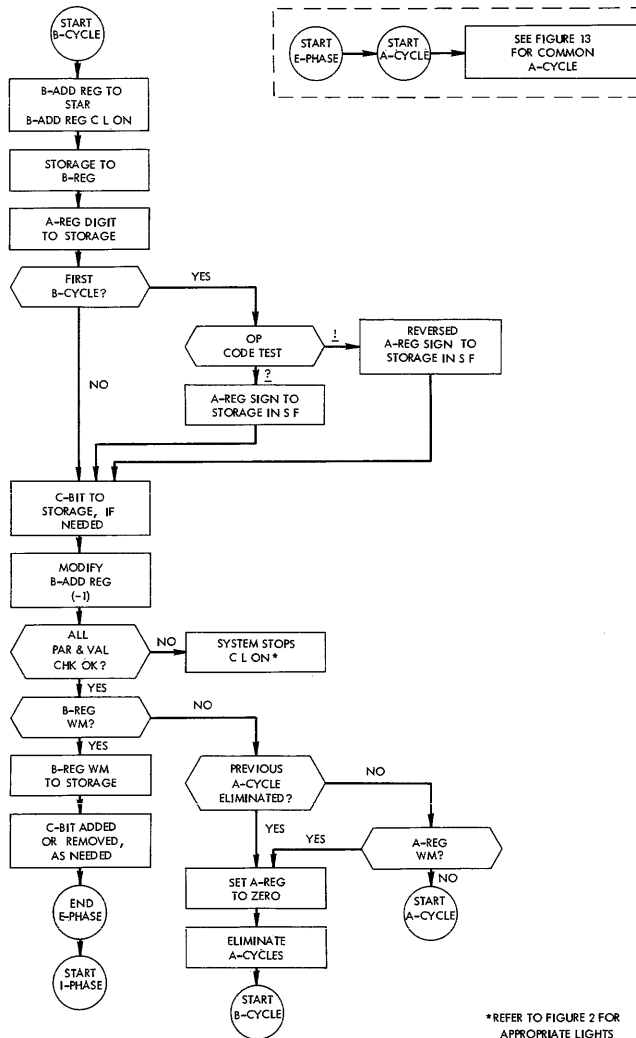 START
B-CYCLE
START
E-PHASE
START
A-CYCLE
SEE FIGURE 13
FOR COMMON
A-CYCLE
B-ADD REG TO
STAR
B-ADD REG C L ON
STORAGE TO
B-REG
A-REG DIGIT
TO STORAGE
FIRST
B-CYCLE?
YES
NO
OP
CODE TEST
!
REVERSED
A-REG SIGN TO
STORAGE IN S F
?
A-REG SIGN TO
STORAGE IN S F
C-BIT TO
STORAGE, IF
NEEDED
MODIFY
B-ADD REG
(-1)
ALL
PAR & VAL
CHK OK?
NO
SYSTEM STOPS
C L ON*
YES
B-REG
WM?
NO
YES
B-REG WM
TO STORAGE
PREVIOUS
A-CYCLE
ELIMINATED?
NO
YES
C-BIT ADDED
OR REMOVED,
AS NEEDED
YES
A-REG
WM?
NO
SET A-REG
TO ZERO
START
A-CYCLE
END
E-PHASE
ELIMINATE
A-CYCLES
START
I-PHASE
START
B-CYCLE
*REFER TO FIGURE 2 FOR
APPROPRIATE LIGHTS